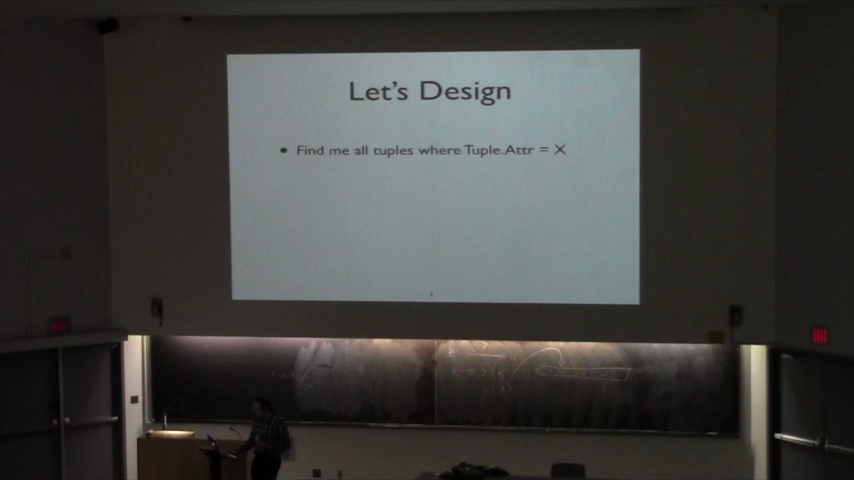 Let's Design
• Find me all tuples where Tuple.Attr = X